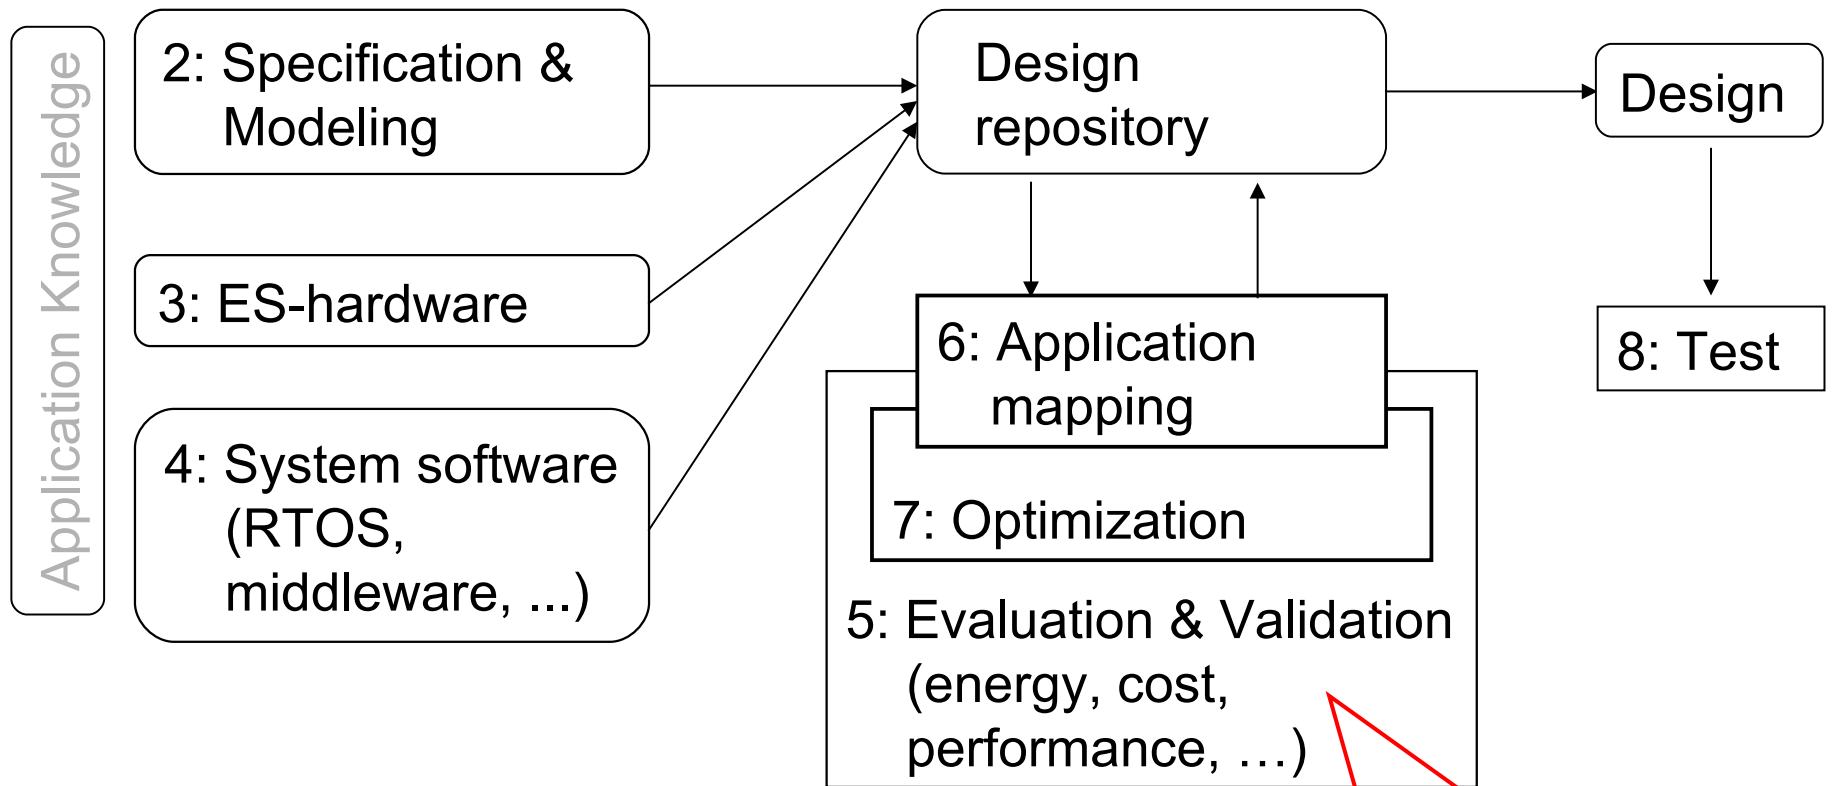 Application Knowledge
2: Specification &
Modeling
3: ES-hardware
4: System software
(RTOS,
middleware, ...)
Design
repository
6: Application
mapping
7: Optimization
5: Evaluation & Validation
(energy, cost,
performance, …)
Design
8: Test